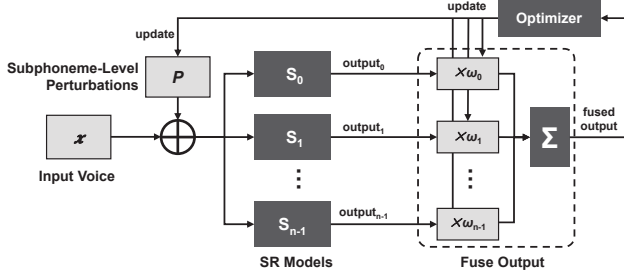 update
Optimizer
update
Subphoneme-Level
Perturbations
P
S₀
output₀
×ω₀
x
Input Voice
S₁
output₁
×ω₁
Σ
fused
output
⋮
⋮
Sₙ₋₁
outputₙ₋₁
×ωₙ₋₁
SR Models
Fuse Output